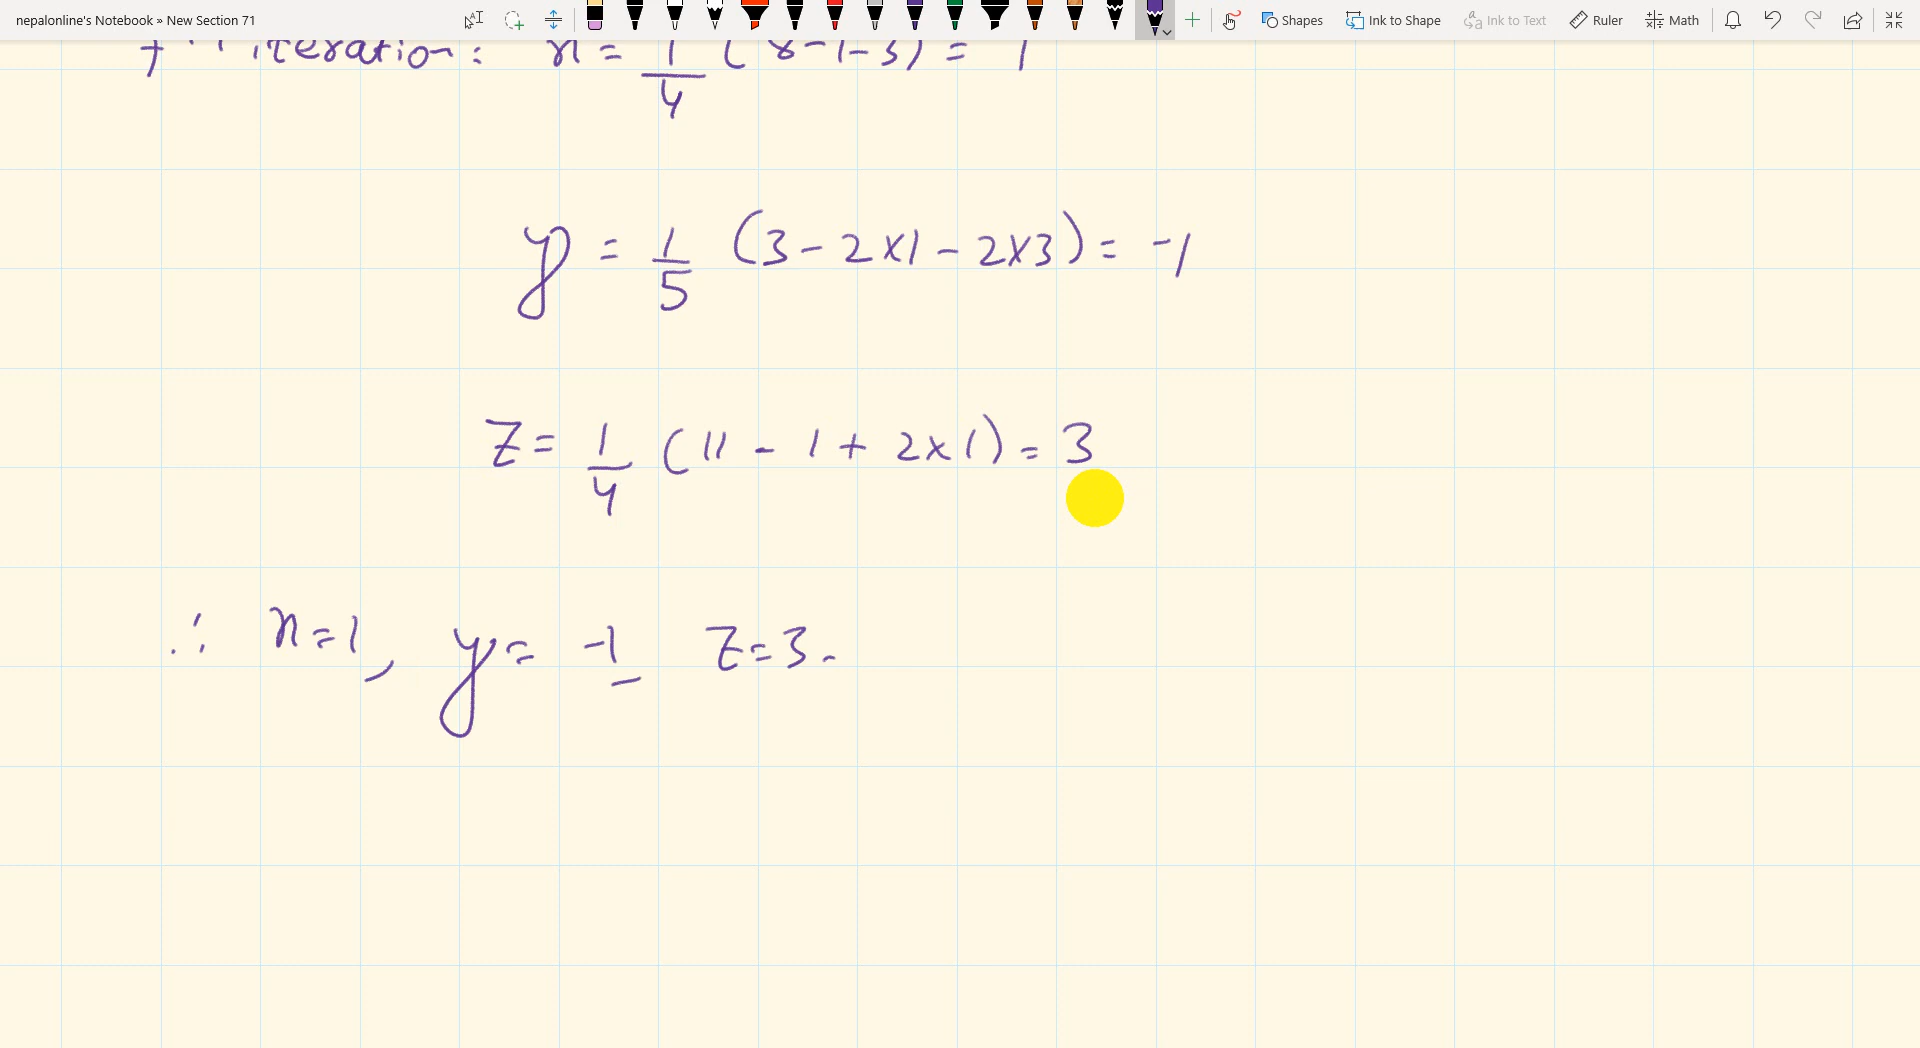 nepalonline's Notebook » New Section 71
Shapes Ink to Shape Ink to Text Ruler Math
iteration: x = 1/4 (8-1-3) = 1
y = 1/5 (3 - 2x1 - 2x3) = -1
Z = 1/4 (11 - 1 + 2x1) = 3
∴ x=1, y= -1 Z=3.